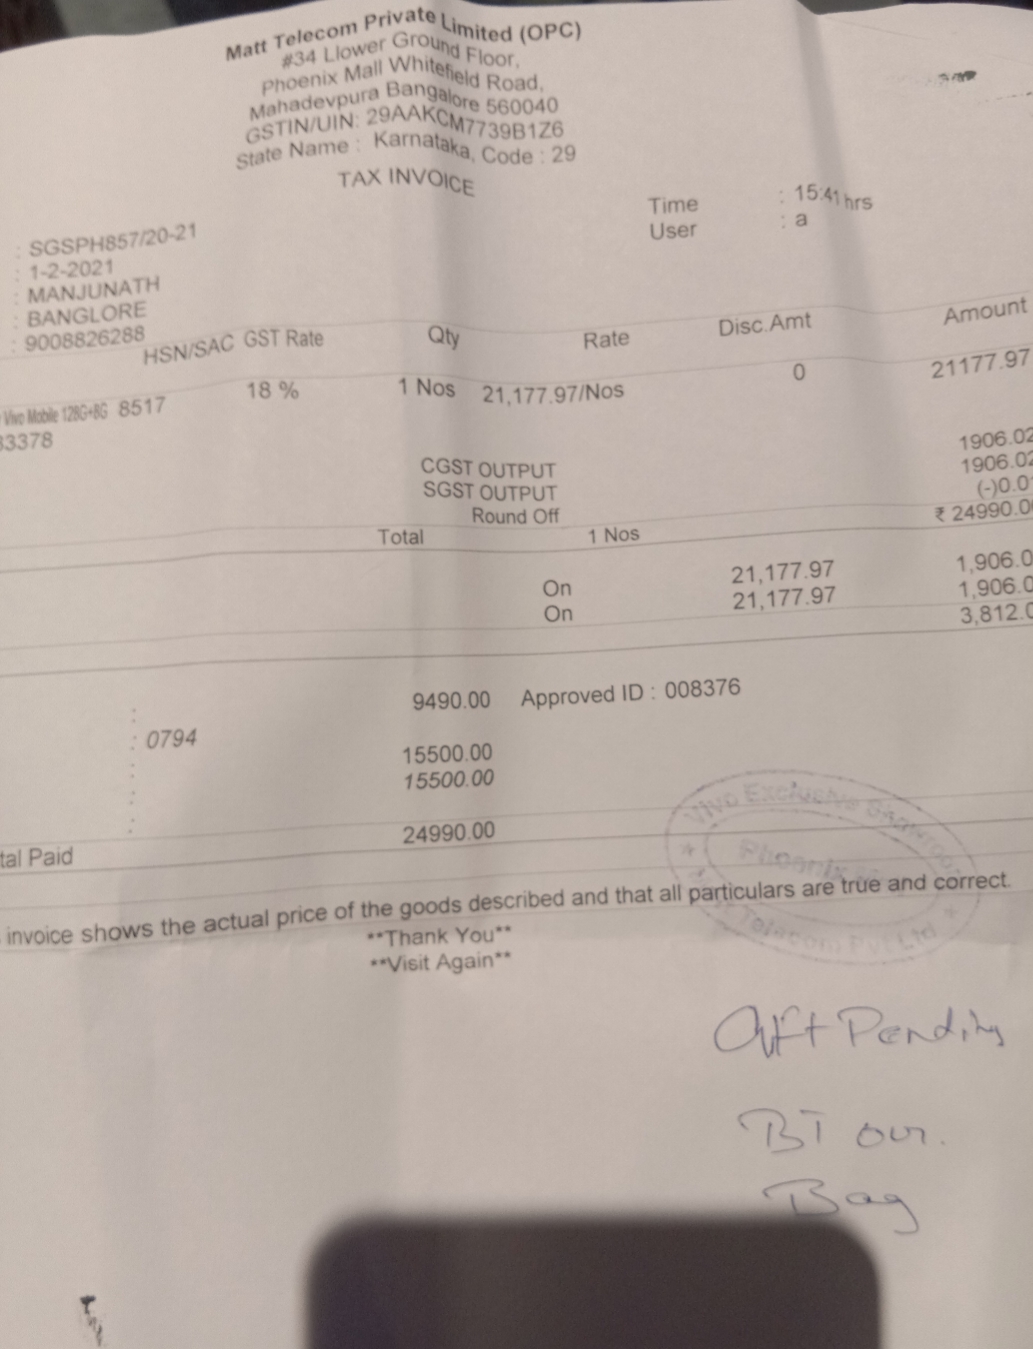 Matt Telecom Private Limited (OPC)
#34 Llower Ground Floor,
Phoenix Mall Whitefield Road,
Mahadevpura Bangalore 560040
GSTIN/UIN: 29AAKCM7739B1Z6
State Name : Karnataka, Code : 29
TAX INVOICE
Time : 15:41 hrs
User : a
: SGSPH857/20-21
: 1-2-2021
: MANJUNATH
: BANGLORE
: 9008826288
HSN/SAC GST Rate Qty Rate Disc.Amt Amount
Vivo Mobile 128G+8G 8517 18 % 1 Nos 21,177.97/Nos 0 21177.97
33378
CGST OUTPUT 1906.02
SGST OUTPUT 1906.02
Round Off (-)0.01
Total 1 Nos ₹ 24990.0
On 21,177.97 1,906.0
On 21,177.97 1,906.0
3,812.0
: 9490.00 Approved ID : 008376
: 0794
: 15500.00
: 15500.00
: 24990.00
tal Paid
invoice shows the actual price of the goods described and that all particulars are true and correct.
**Thank You**
**Visit Again**
Vivo Exclusive Showroom
Phoenix
Telecom Pvt Ltd
Gift Pending
BT
Bag